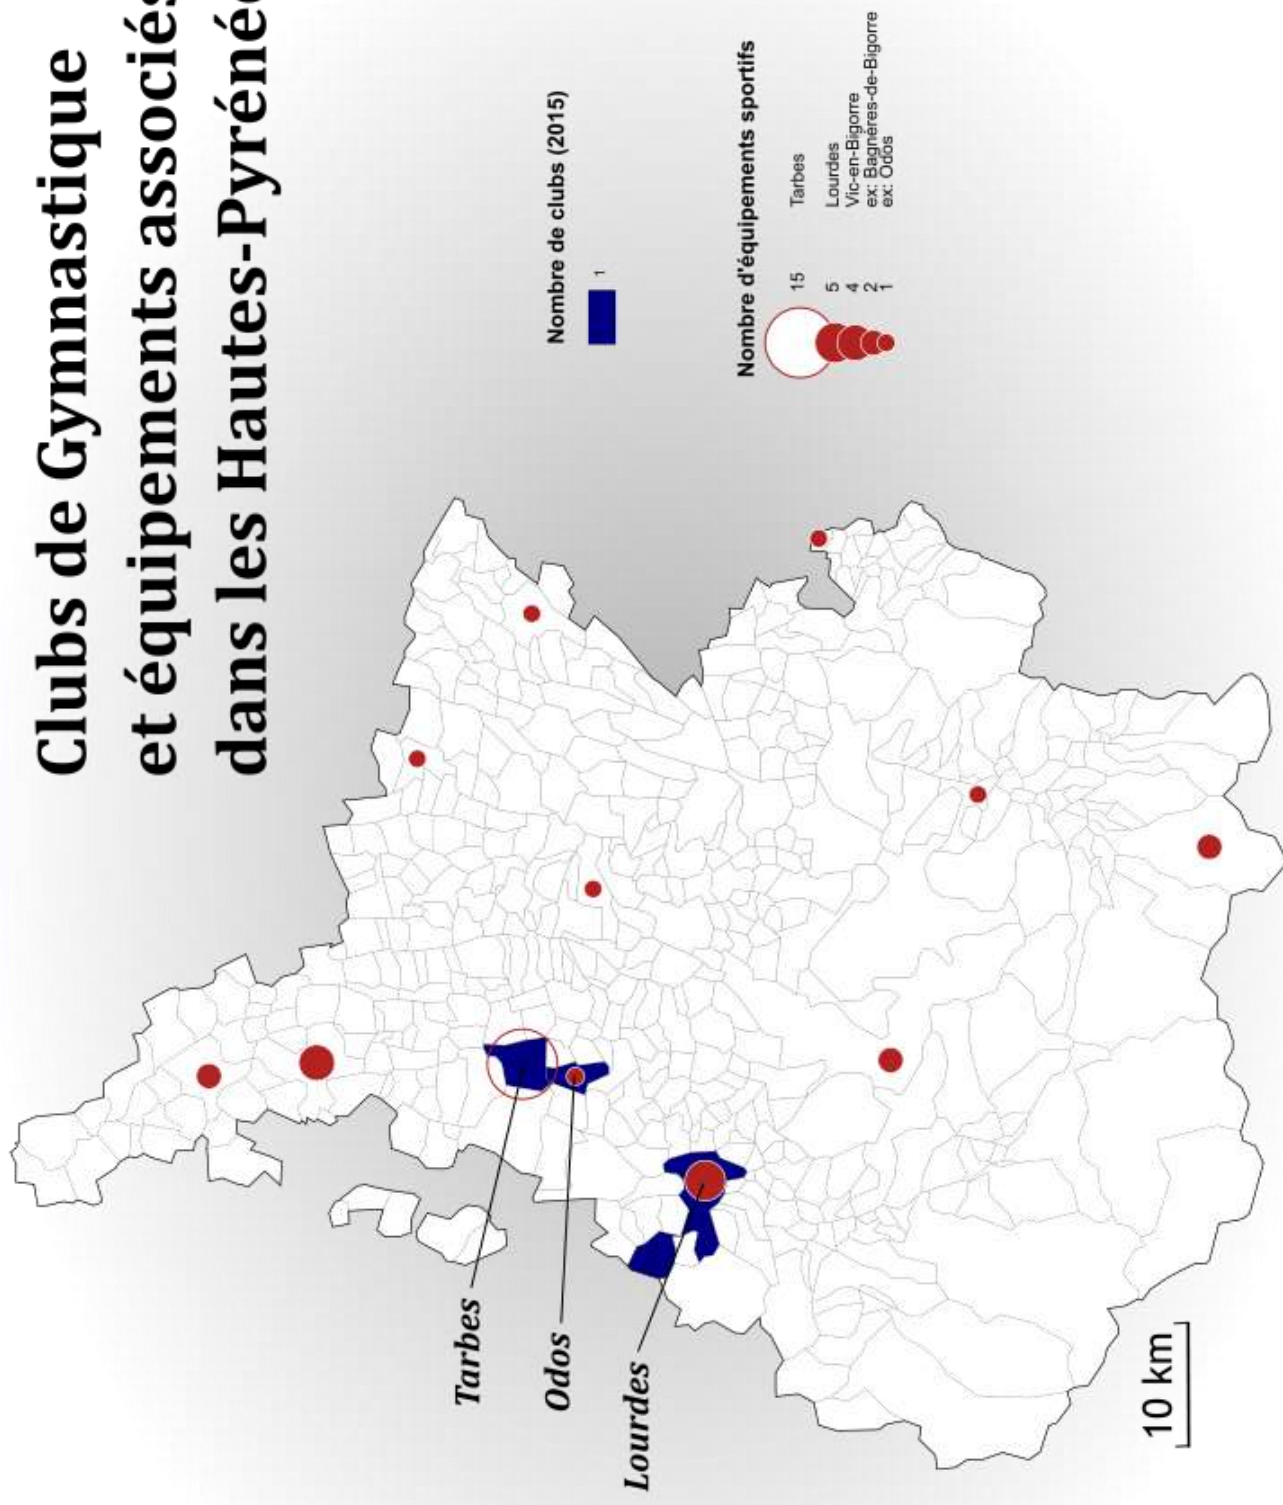 Clubs de Gymnastique
et équipements associés
dans les Hautes-Pyréné
Nombre de clubs (2015)
1
Nombre d'équipements sportifs
15 Tarbes
5 Lourdes
4 Vic-en-Bigorre
2 ex: Bagnères-de-Bigorre
1 ex: Odos
Tarbes
Odos
Lourdes
10 km